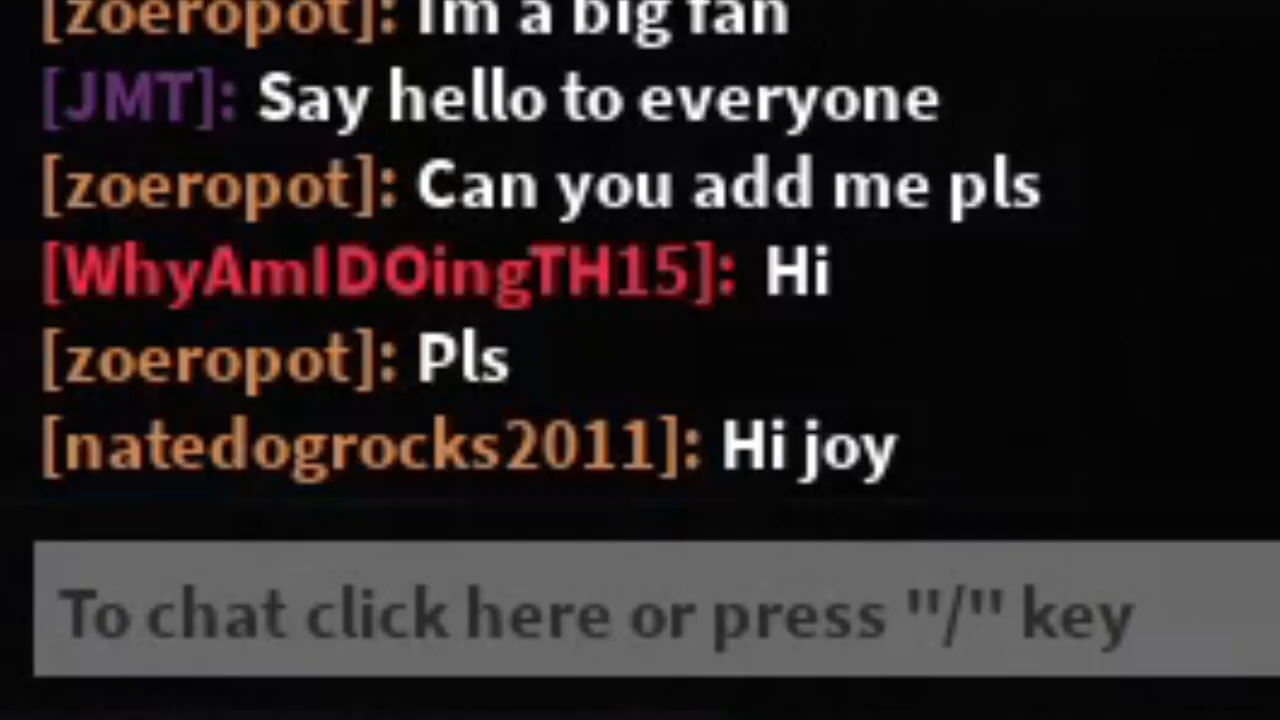 [zoeropot]: Im a big fan
[JMT]: Say hello to everyone
[zoeropot]: Can you add me pls
[WhyAmIDOingTH15]: Hi
[zoeropot]: Pls
[natedogrocks2011]: Hi joy
To chat click here or press "/" key